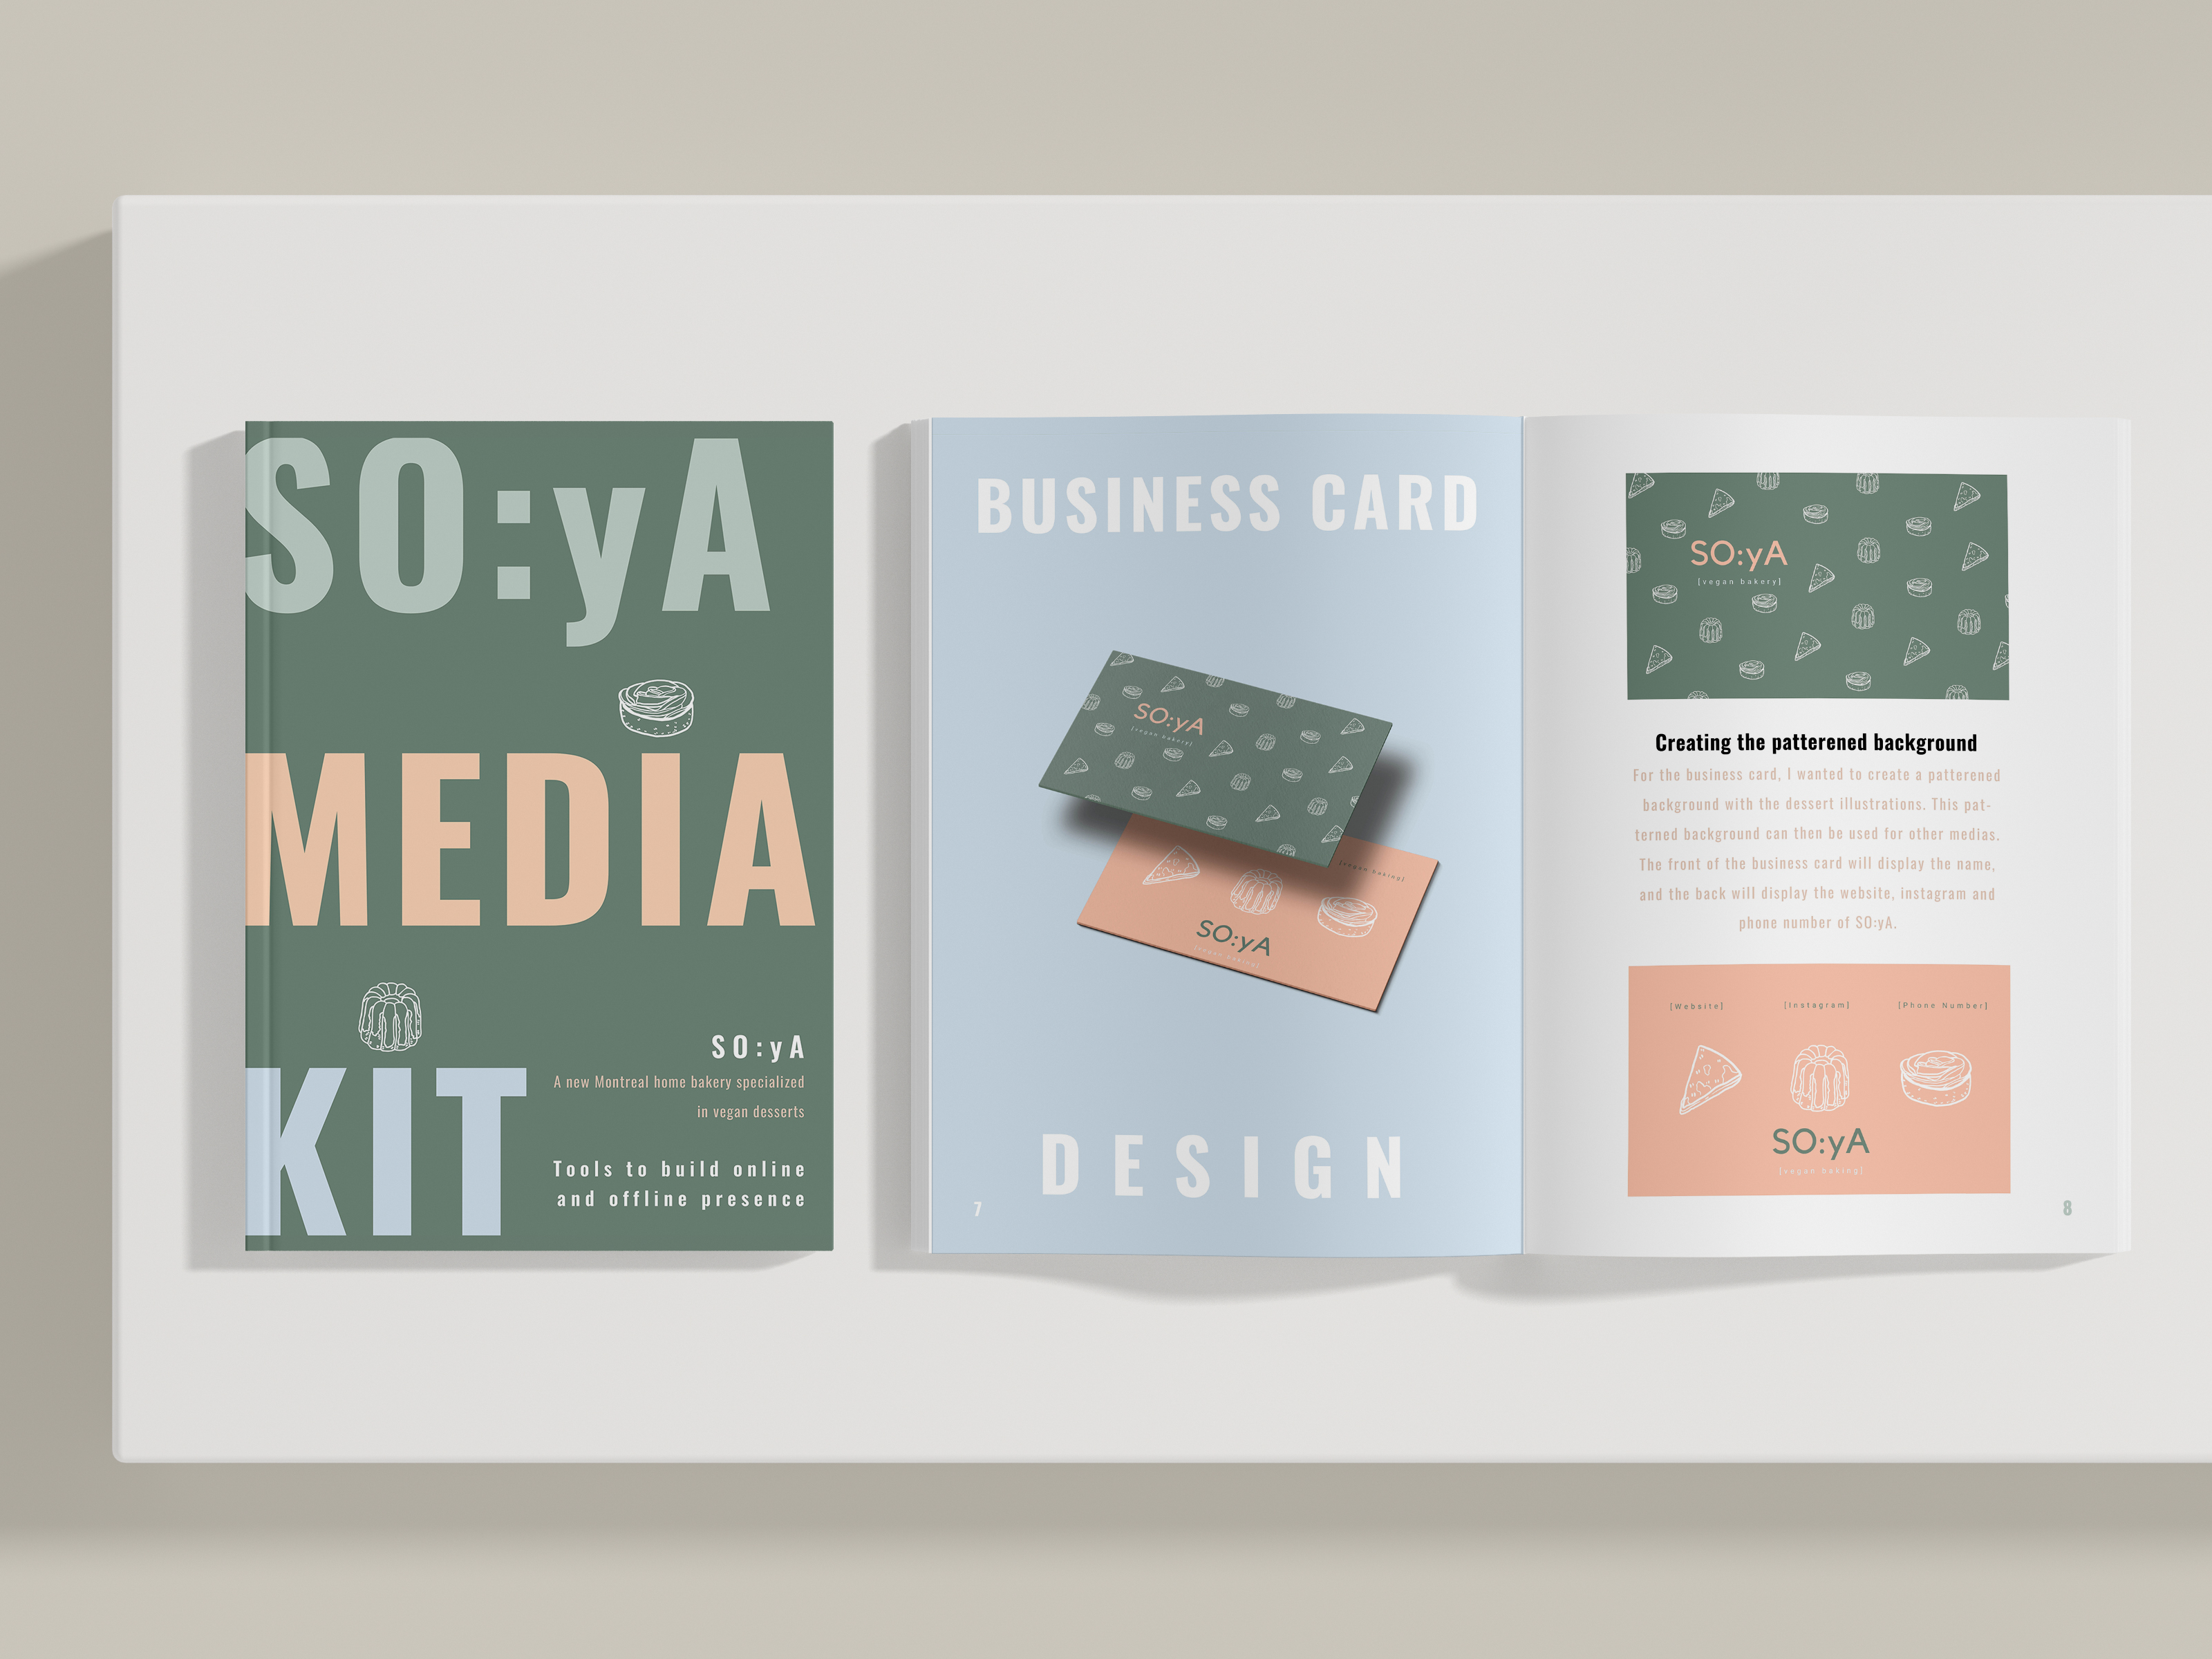 SO:yA
MEDIA
KIT
SO:yA
A new Montreal home bakery specialized
in vegan desserts
Tools to build online
and offline presence
BUSINESS CARD
SO:yA
[vegan bakery]
[vegan baking]
SO:yA
[vegan baking]
DESIGN
7
SO:yA
[vegan bakery]
Creating the patterened background
For the business card, I wanted to create a patterened
background with the dessert illustrations. This pat-
terned background can then be used for other medias.
The front of the business card will display the name,
and the back will display the website, instagram and
phone number of SO:yA.
[Website] [Instagram] [Phone Number]
SO:yA
[vegan baking]
8